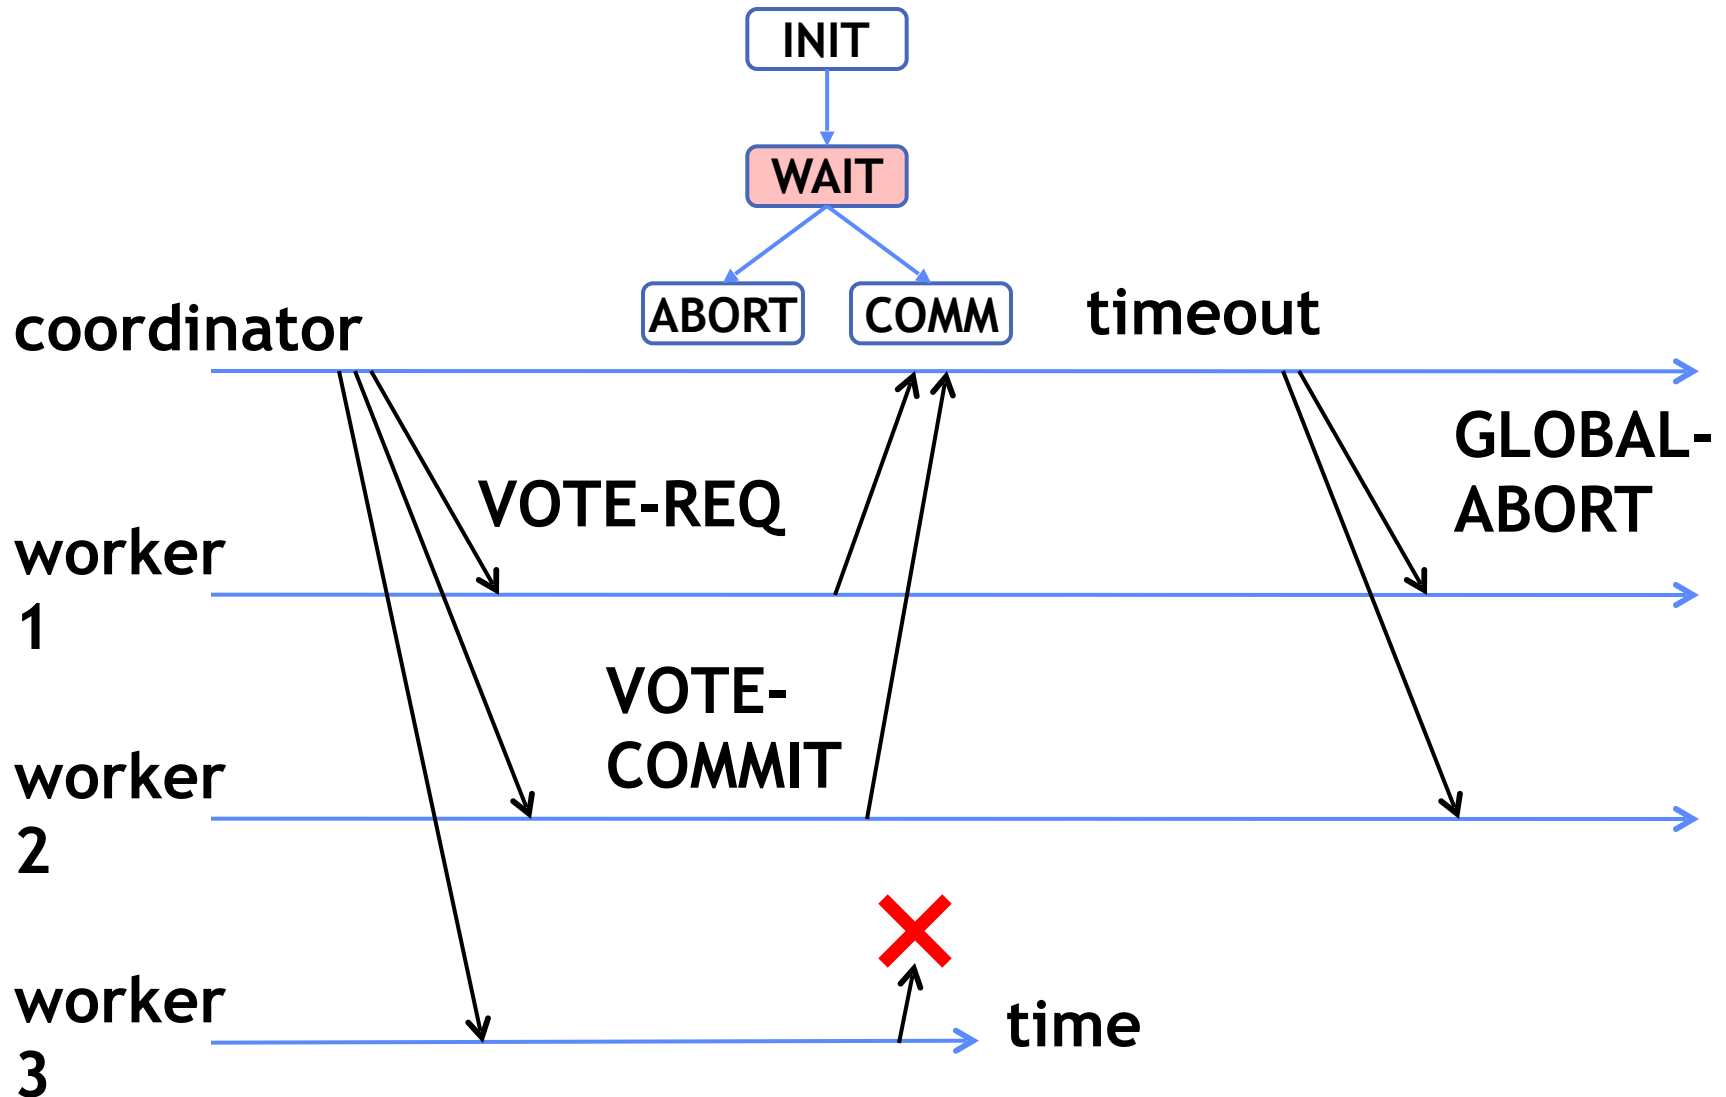 INIT
WAIT
ABORT
COMM
coordinator
timeout
GLOBAL-
ABORT
VOTE-REQ
worker
1
VOTE-
COMMIT
worker
2
worker
3
time